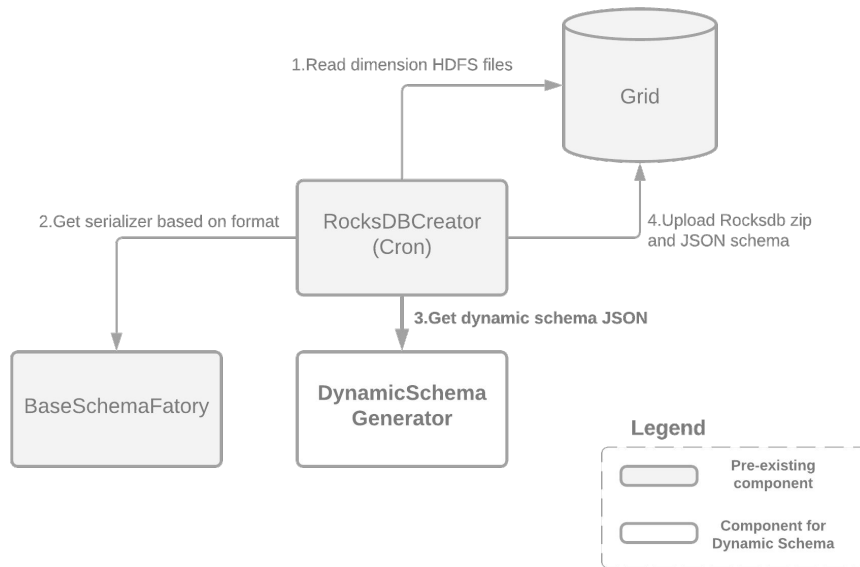 1.Read dimension HDFS files
Grid
2.Get serializer based on format
RocksDBCreator
(Cron)
4.Upload Rocksdb zip
and JSON schema
3.Get dynamic schema JSON
BaseSchemaFatory
DynamicSchema
Generator
Legend
Pre-existing
component
Component for
Dynamic Schema